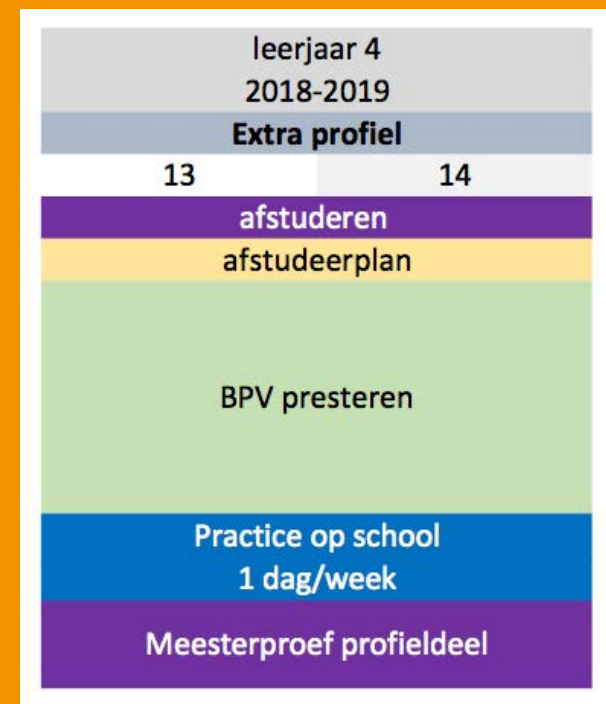 leerjaar 4
2018-2019
Extra profiel
13 14
afstuderen
afstudeerplan
BPV presteren
Practice op school
1 dag/week
Meesterproef profieldeel